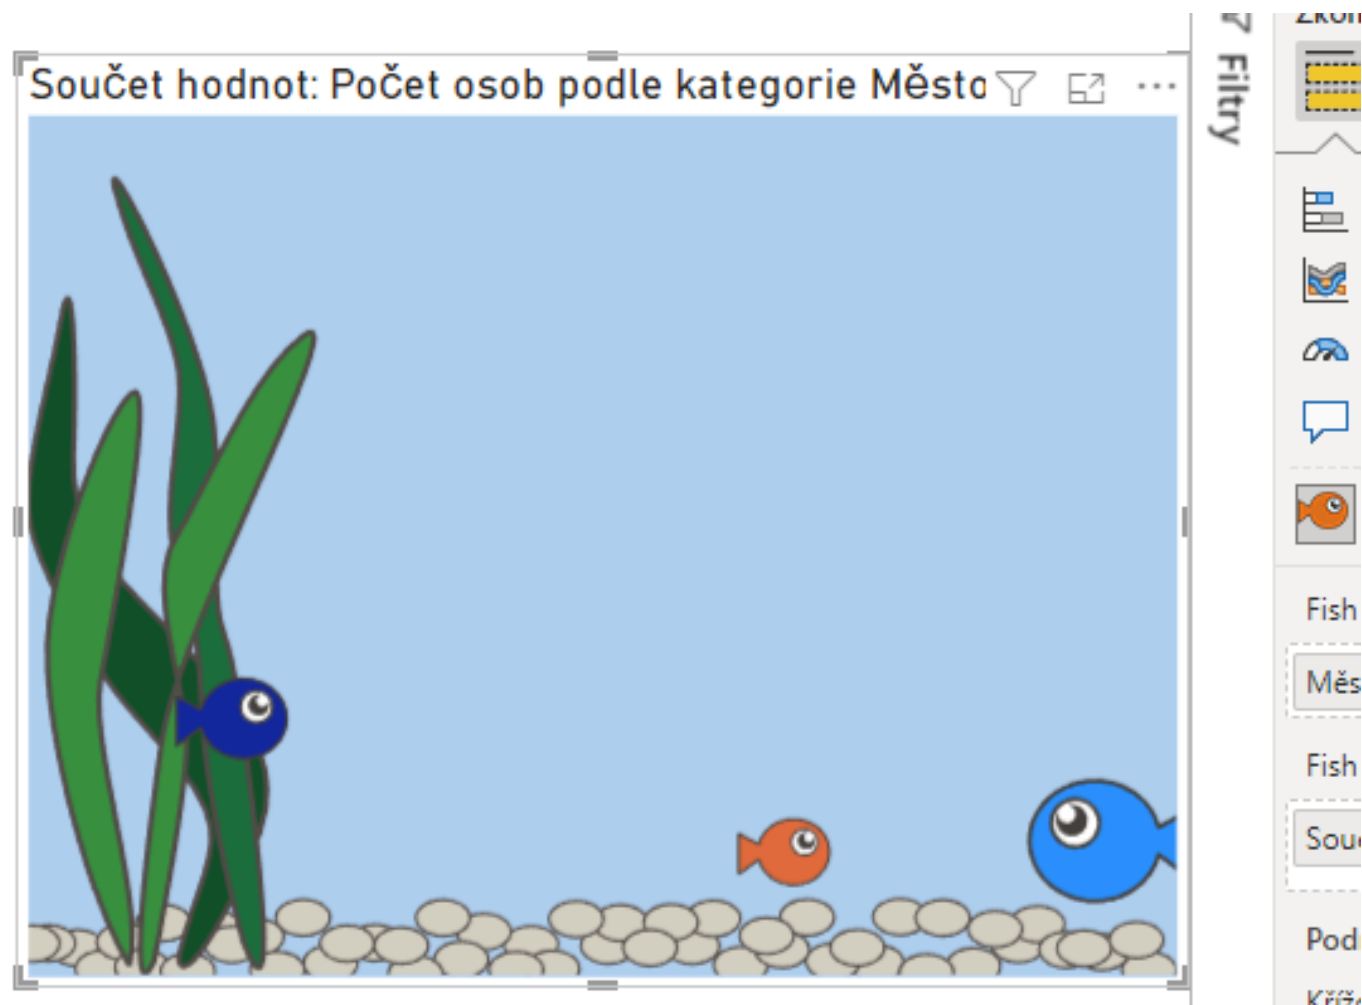 Součet hodnot: Počet osob podle kategorie Město
Filtry
Fish
Měs
Fish
Souč
Pod